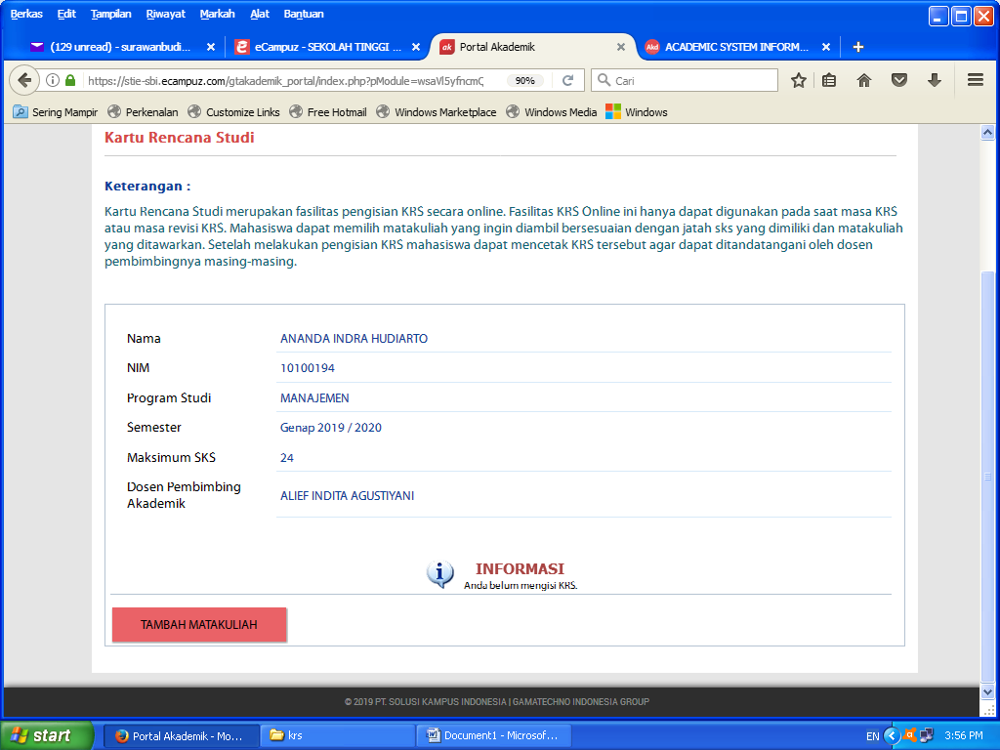 Berkas Edit Tampilan Riwayat Markah Alat Bantuan
(129 unread) - surawanbudi... eCampuz - SEKOLAH TINGGI ... Portal Akademik ACADEMIC SYSTEM INFORM...
https://stie-sbi.ecampuz.com/gtakademik_portal/index.php?pModule=wsaVl5yfncmQ 90% Cari
Sering Mampir Perkenalan Customize Links Free Hotmail Windows Marketplace Windows Media Windows
Kartu Rencana Studi
Keterangan :
Kartu Rencana Studi merupakan fasilitas pengisian KRS secara online. Fasilitas KRS Online ini hanya dapat digunakan pada saat masa KRS
atau masa revisi KRS. Mahasiswa dapat memilih matakuliah yang ingin diambil bersesuaian dengan jatah sks yang dimiliki dan matakuliah
yang ditawarkan. Setelah melakukan pengisian KRS mahasiswa dapat mencetak KRS tersebut agar dapat ditandatangani oleh dosen
pembimbingnya masing-masing.
Nama ANANDA INDRA HUDIARTO
NIM 10100194
Program Studi MANAJEMEN
Semester Genap 2019 / 2020
Maksimum SKS 24
Dosen Pembimbing
Akademik ALIEF INDITA AGUSTIYANI
INFORMASI
Anda belum mengisi KRS.
TAMBAH MATAKULIAH
© 2019 PT. SOLUSI KAMPUS INDONESIA | GAMATECHNO INDONESIA GROUP
start Portal Akademik - Mo... krs Document1 - Microsof... EN 3:56 PM